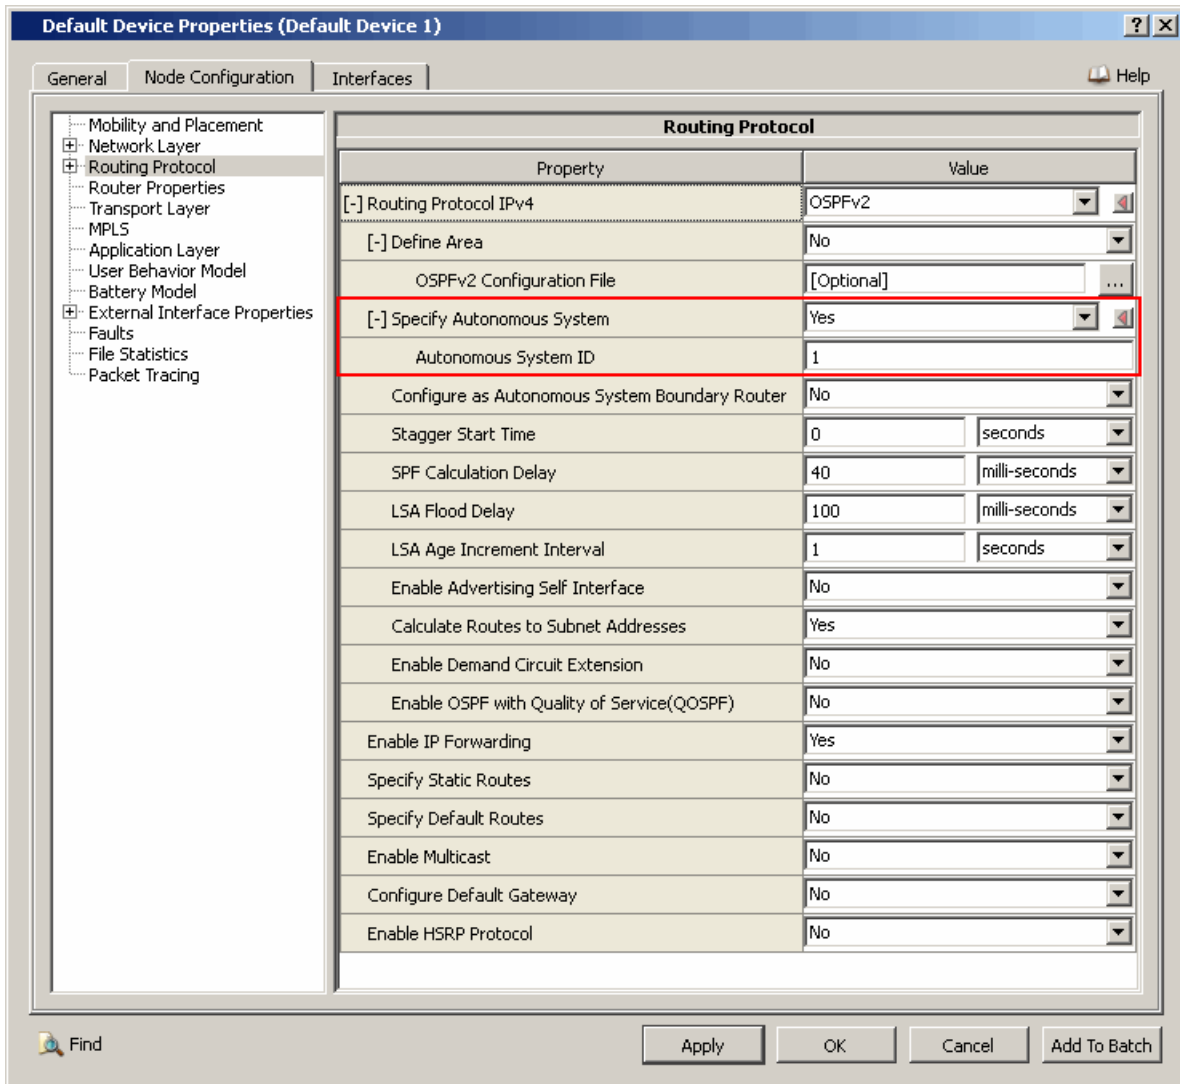 Default Device Properties (Default Device 1)
General
Node Configuration
Interfaces
Help
Mobility and Placement
Network Layer
Routing Protocol
Router Properties
Transport Layer
MPLS
Application Layer
User Behavior Model
Battery Model
External Interface Properties
Faults
File Statistics
Packet Tracing
Routing Protocol
Property Value
[-] Routing Protocol IPv4 OSPFv2
[-] Define Area No
OSPFv2 Configuration File [Optional] ...
[-] Specify Autonomous System Yes
Autonomous System ID 1
Configure as Autonomous System Boundary Router No
Stagger Start Time 0 seconds
SPF Calculation Delay 40 milli-seconds
LSA Flood Delay 100 milli-seconds
LSA Age Increment Interval 1 seconds
Enable Advertising Self Interface No
Calculate Routes to Subnet Addresses Yes
Enable Demand Circuit Extension No
Enable OSPF with Quality of Service(QOSPF) No
Enable IP Forwarding Yes
Specify Static Routes No
Specify Default Routes No
Enable Multicast No
Configure Default Gateway No
Enable HSRP Protocol No
Find
Apply
OK
Cancel
Add To Batch